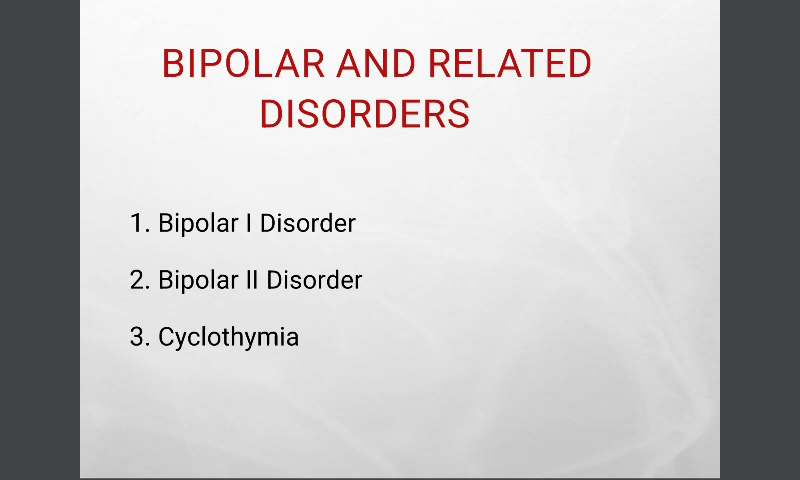 BIPOLAR AND RELATED
DISORDERS
1. Bipolar I Disorder
2. Bipolar II Disorder
3. Cyclothymia